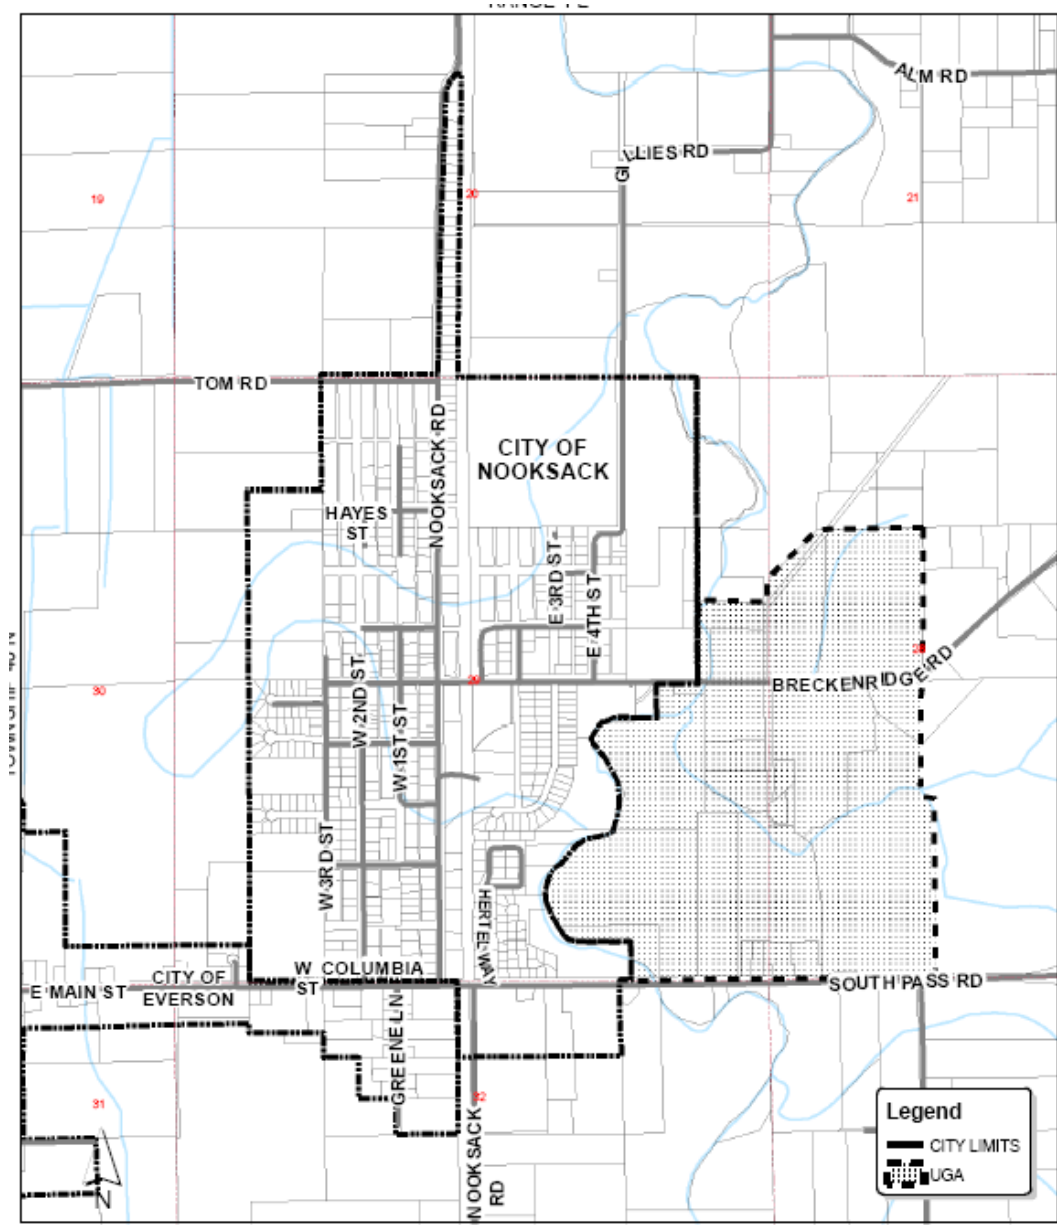 ALM RD
GILLIES RD
19
20
21
TOM RD
NOOKSACK RD
CITY OF
NOOKSACK
HAYES
ST
E 3RD ST
E 4TH ST
BRECKENRIDGE RD
30
29
W 2ND ST
W 1ST ST
W 3RD ST
HERTEL WAY
W COLUMBIA
ST
CITY OF
EVERSON
E MAIN ST
SOUTH PASS RD
GREENE LN
31
32
NOOKSACK
RD
N
Legend
CITY LIMITS
UGA